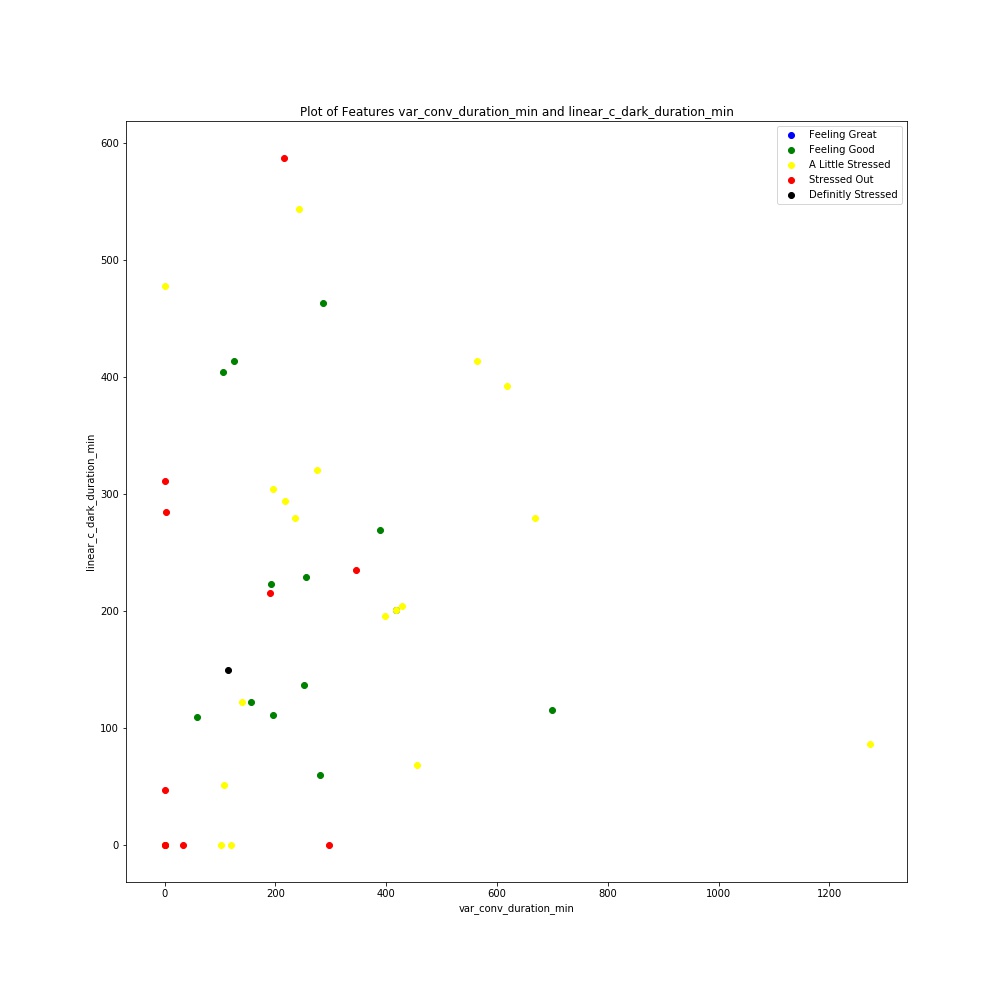 Plot of Features var_conv_duration_min and linear_c_dark_duration_min
Feeling Great
Feeling Good
A Little Stressed
Stressed Out
Definitly Stressed
linear_c_dark_duration_min
600
500
400
300
200
100
0
0 200 400 600 800 1000 1200
var_conv_duration_min